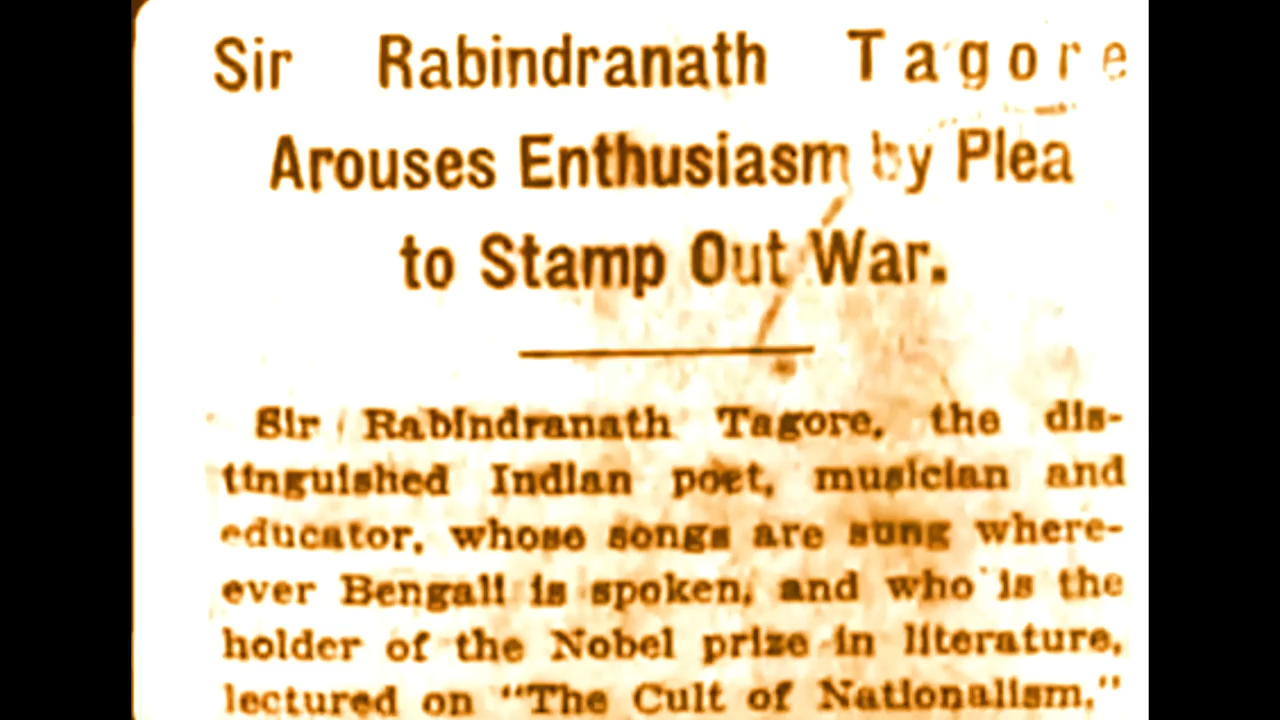 Sir Rabindranath Tagore
Arouses Enthusiasm by Plea
to Stamp Out War.
Sir Rabindranath Tagore, the dis-
tinguished Indian poet, musician and
educator, whose songs are sung where-
ever Bengali is spoken, and who is the
holder of the Nobel prize in literature,
lectured on "The Cult of Nationalism,"